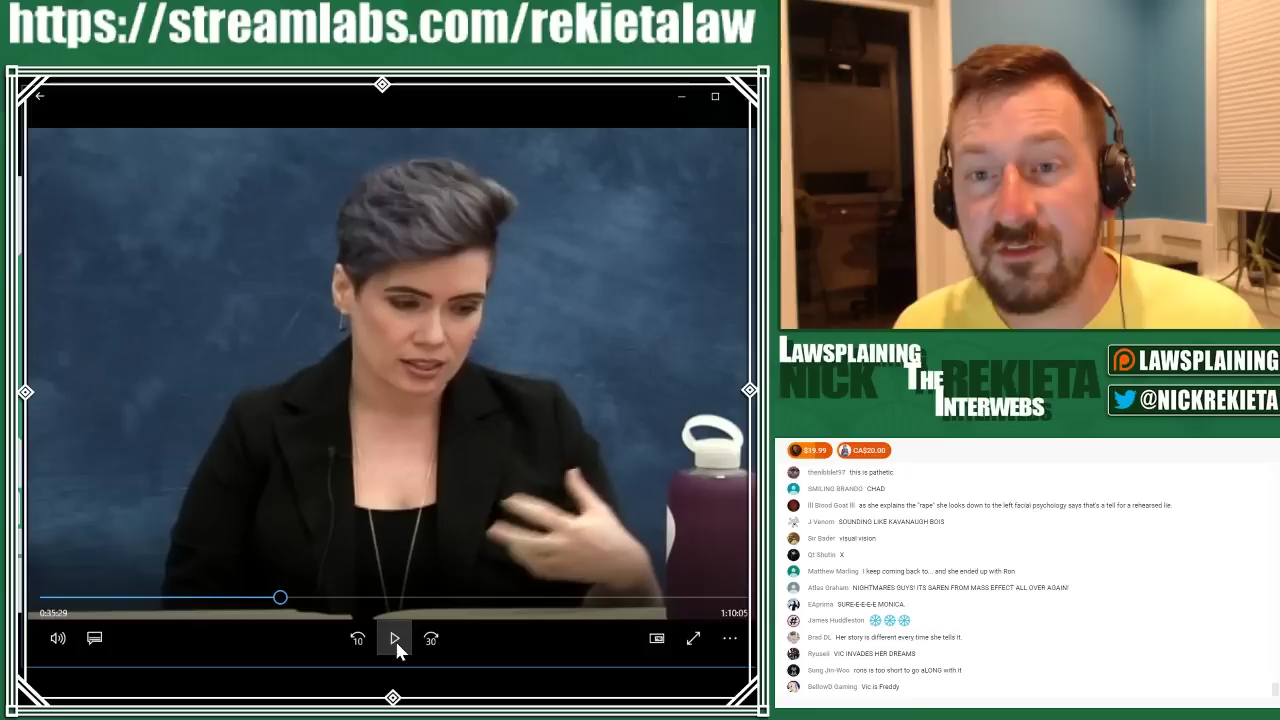 https://streamlabs.com/rekietalaw
0:35:29
1:10:05
10
30
LAWSPLAINING
THE
INTERWEBS
NICK REKIETA
LAWSPLAINING
@NICKREKIETA
$19.99
CA$20.00
thenibblet97 this is pathetic
SMILING BRANDO CHAD
lll Blood Goat lll as she explains the "rape" she looks down to the left facial psychology says that's a tell for a rehearsed lie.
J Venom SOUNDING LIKE KAVANAUGH BOIS
Sir Bader visual vision
Qt Shutin X
Matthew Marling I keep coming back to... and she ended up with Ron
Atlas Graham NIGHTMARES GUYS! ITS SAREN FROM MASS EFFECT ALL OVER AGAIN!
EAprima SURE-E-E-E-E MONICA.
James Huddleston
Brad DL Her story is different every time she tells it.
Ryuseii VIC INVADES HER DREAMS
Sung Jin-Woo rons is too short to go aLONG with it
BellowD Gaming Vic is Freddy